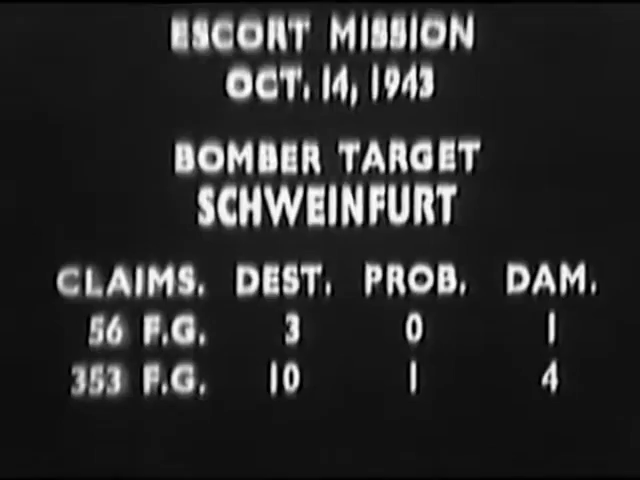 ESCORT MISSION
OCT. 14, 1943
BOMBER TARGET
SCHWEINFURT
CLAIMS. DEST. PROB. DAM.
56 F.G. 3 0 1
353 F.G. 10 1 4